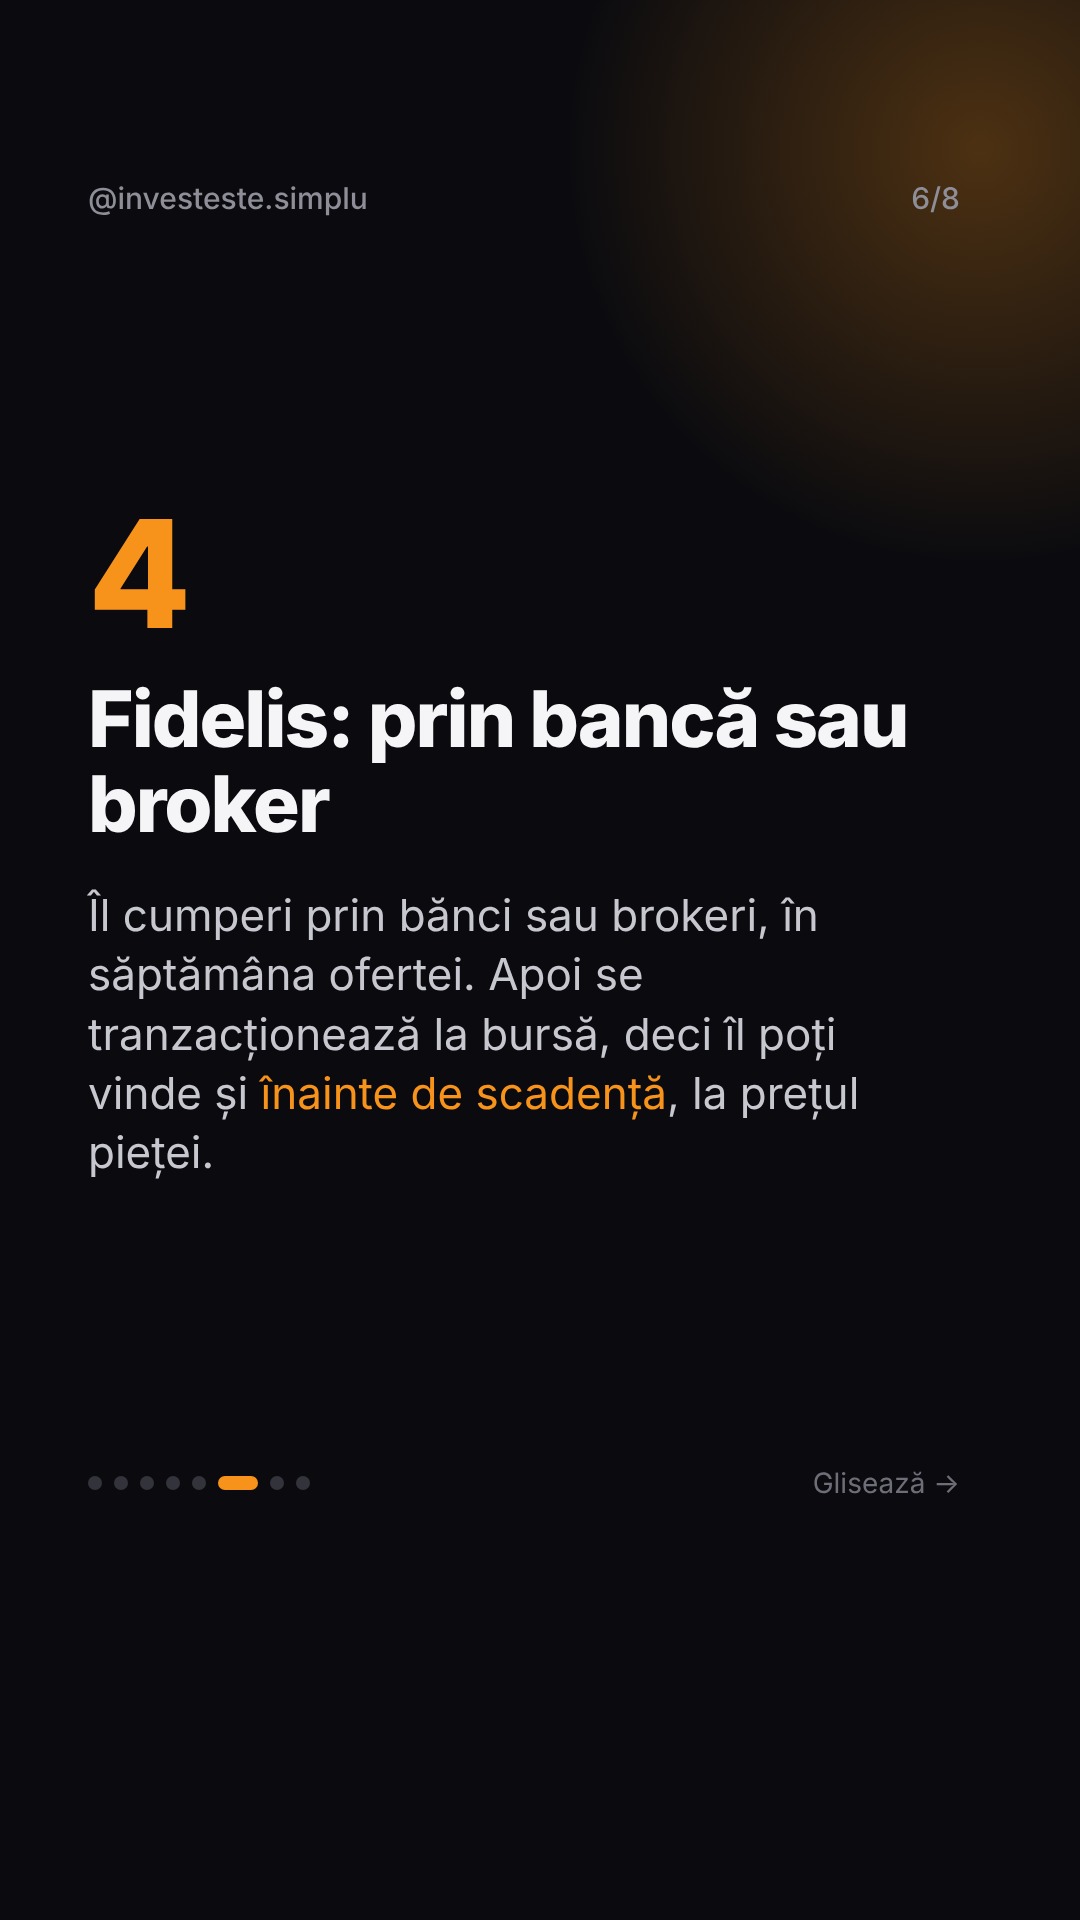 @investeste.simplu
6/8
4
Fidelis: prin bancă sau
broker
Îl cumperi prin bănci sau brokeri, în
săptămâna ofertei. Apoi se
tranzacționează la bursă, deci îl poți
vinde și înainte de scadență, la prețul
pieței.
Glisează →